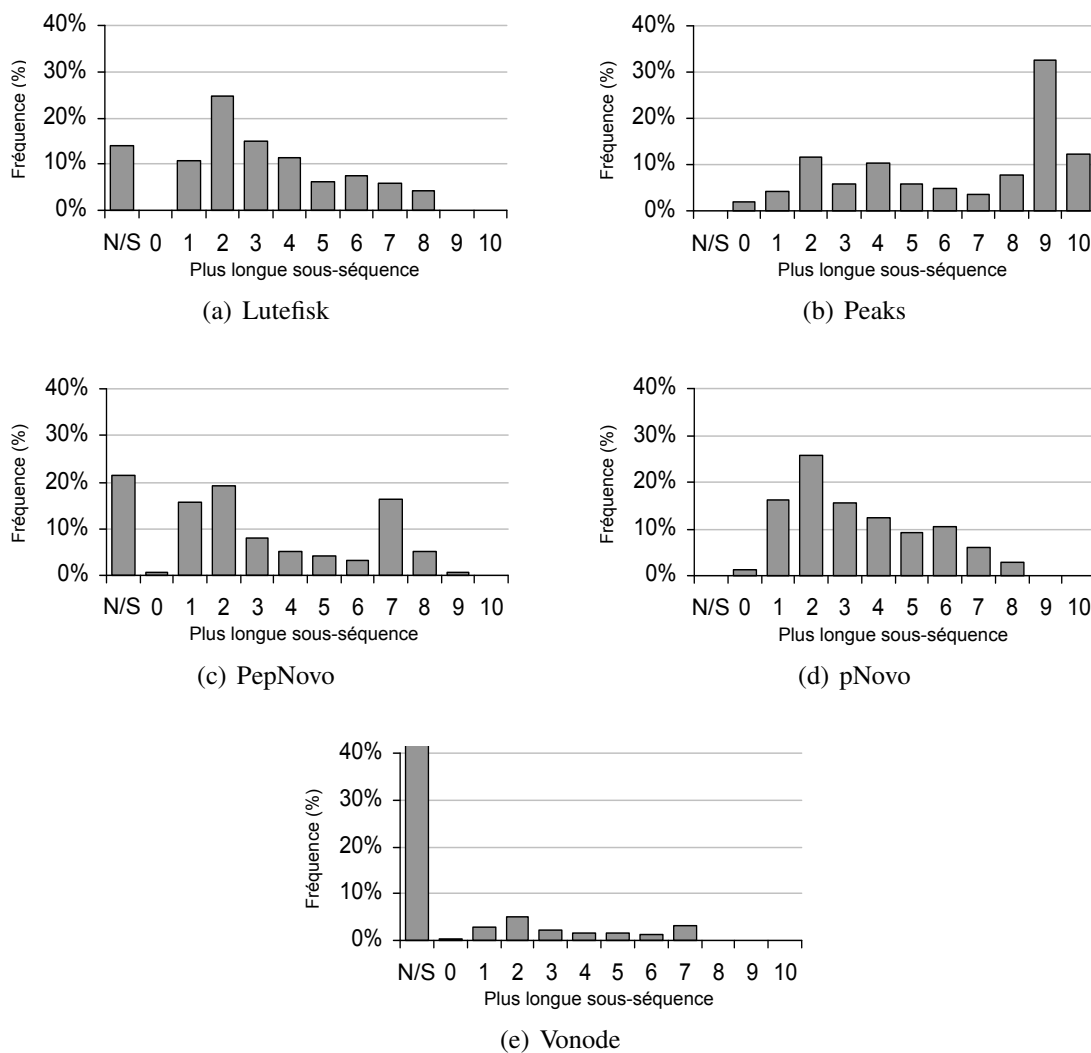 40%
30%
20%
10%
0%
Fréquence (%)
N/S 0 1 2 3 4 5 6 7 8 9 10
Plus longue sous-séquence
(a) Lutefisk
40%
30%
20%
10%
0%
Fréquence (%)
N/S 0 1 2 3 4 5 6 7 8 9 10
Plus longue sous-séquence
(b) Peaks
40%
30%
20%
10%
0%
Fréquence (%)
N/S 0 1 2 3 4 5 6 7 8 9 10
Plus longue sous-séquence
(c) PepNovo
40%
30%
20%
10%
0%
Fréquence (%)
N/S 0 1 2 3 4 5 6 7 8 9 10
Plus longue sous-séquence
(d) pNovo
40%
30%
20%
10%
0%
Fréquence (%)
N/S 0 1 2 3 4 5 6 7 8 9 10
Plus longue sous-séquence
(e) Vonode